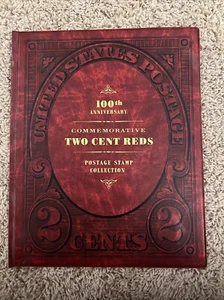 UNITED STATES POSTAGE
100th
ANNIVERSARY
COMMEMORATIVE
TWO CENT REDS
POSTAGE STAMP
COLLECTION
2 2
CENTS